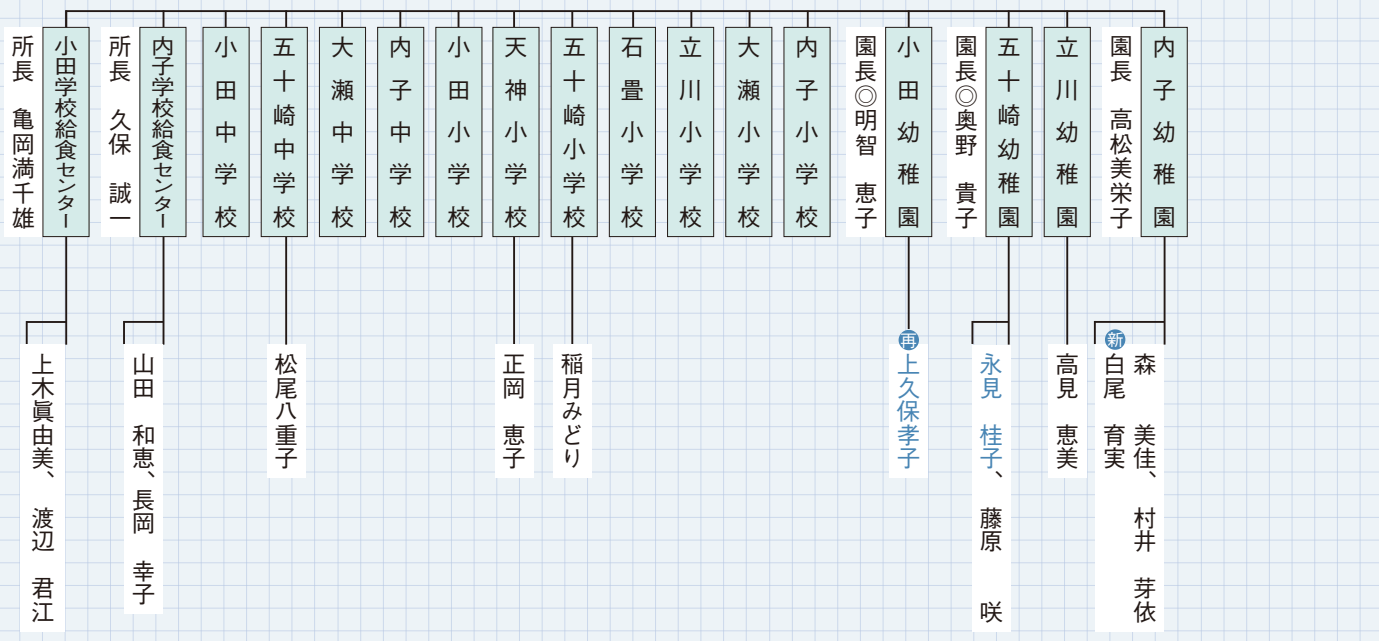 内子幼稚園
園長　高松美栄子
森　美佳、村井　芽依
新
白尾　育実
立川幼稚園
高見　恵美
五十崎幼稚園
園長◎奥野　貴子
永見　桂子、藤原　咲
小田幼稚園
園長◎明智　恵子
再
上久保孝子
内子小学校
大瀬小学校
立川小学校
石畳小学校
五十崎小学校
稲月みどり
天神小学校
正岡　恵子
小田小学校
内子中学校
大瀬中学校
五十崎中学校
松尾八重子
小田中学校
内子学校給食センター
所長　久保　誠一
山田　和恵、長岡　幸子
小田学校給食センター
所長　亀岡満千雄
上木眞由美、渡辺　君江